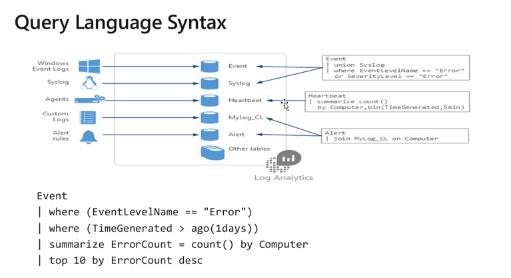 Query Language Syntax
Windows
Event Logs
Syslog
Agents
Custom
Logs
Alert
rules
Event
Syslog
Heartbeat
MyLog_CL
Alert
Other tables
Log Analytics
Event
| union Syslog
| where EventLevelName == "Error"
or SeverityLevel == "Error"
Heartbeat
| summarize count()
by Computer,bin(TimeGenerated,5min)
Alert
| join MyLog_CL on Computer
Event
| where (EventLevelName == "Error")
| where (TimeGenerated > ago(1days))
| summarize ErrorCount = count() by Computer
| top 10 by ErrorCount desc